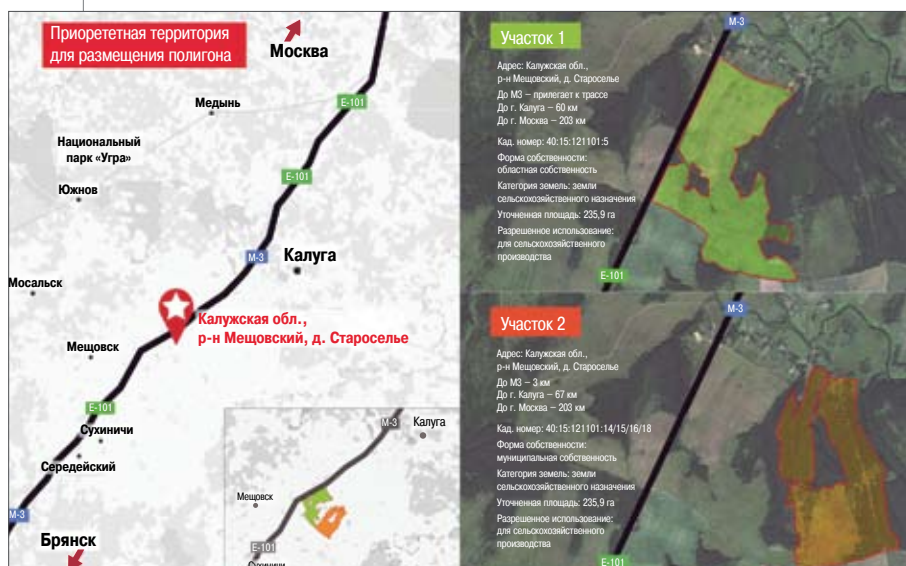 Приорететная территория
для размещения полигона
Москва
E-101
Медынь
Национальный
парк «Угра»
E-101
Южнов
М-3
Калуга
Мосальск
Калужская обл.,
р-н Мещовский, д. Староселье
Мещовск
E-101
Сухиничи
Середейский
М-3
Брянск
М-3
Калуга
Мещовск
E-101
Сухиничи
Участок 1
М-3
Адрес: Калужская обл.,
р-н Мещовский, д. Староселье
До М3 – прилегает к трассе
До г. Калуга – 60 км
До г. Москва – 203 км
Кад. номер: 40:15:121101:5
Форма собственности:
областная собственность
Категория земель: земли
сельскохозяйственного назначения
Уточненная площадь: 235,9 га
Разрешенное использование:
для сельскохозяйственного
производства
E-101
Участок 2
М-3
Адрес: Калужская обл.,
р-н Мещовский, д. Староселье
До М3 – 3 км
До г. Калуга – 67 км
До г. Москва – 203 км
Кад. номер: 40:15:121101:14/15/16/18
Форма собственности:
муниципальная собственность
Категория земель: земли
сельскохозяйственного назначения
Уточненная площадь: 235,9 га
Разрешенное использование:
для сельскохозяйственного
производства
E-101